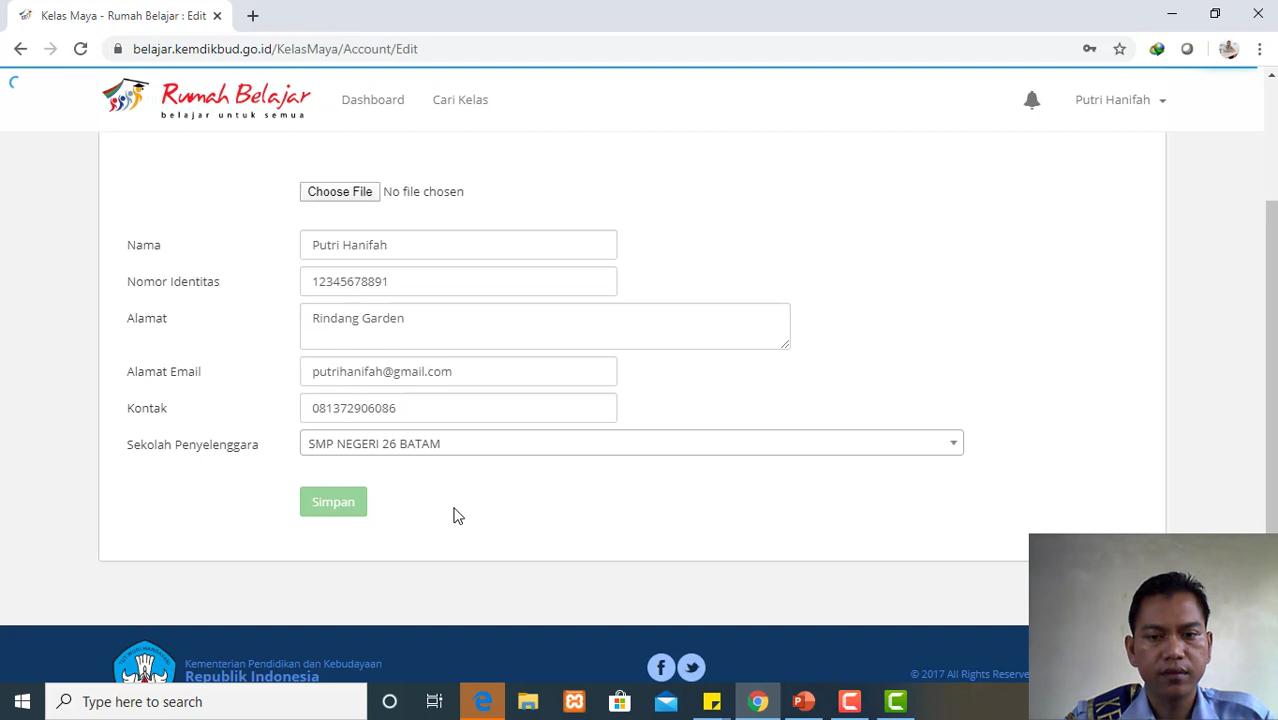 Kelas Maya - Rumah Belajar : Edit
belajar.kemdikbud.go.id/KelasMaya/Account/Edit
Rumah Belajar
belajar untuk semua
Dashboard
Cari Kelas
Putri Hanifah
Choose File No file chosen
Nama Putri Hanifah
Nomor Identitas 12345678891
Alamat Rindang Garden
Alamat Email putrihanifah@gmail.com
Kontak 081372906086
Sekolah Penyelenggara SMP NEGERI 26 BATAM
Simpan
Kementerian Pendidikan dan Kebudayaan
Republik Indonesia
© 2017 All Rights Reserve
Type here to search